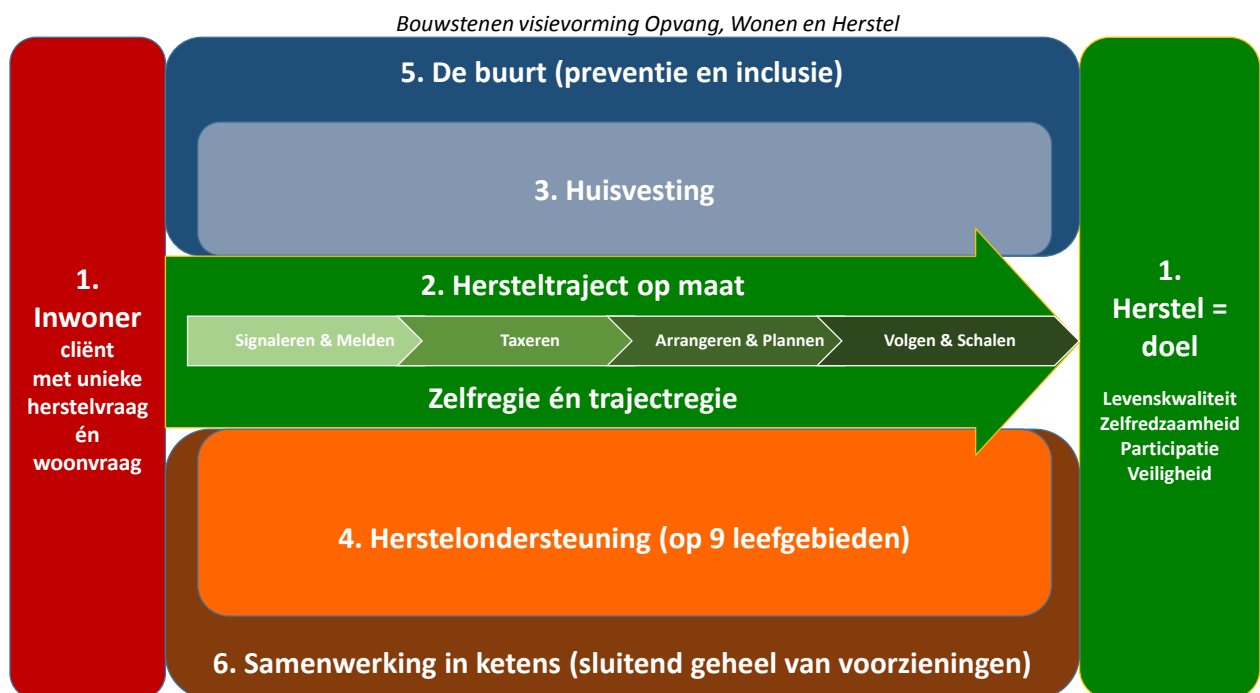 Bouwstenen visievorming Opvang, Wonen en Herstel
1.
Inwoner
cliënt
met unieke
herstelvraag
én
woonvraag
5. De buurt (preventie en inclusie)
3. Huisvesting
2. Hersteltraject op maat
Signaleren & Melden
Taxeren
Arrangeren & Plannen
Volgen & Schalen
Zelfregie én trajectregie
4. Herstelondersteuning (op 9 leefgebieden)
6. Samenwerking in ketens (sluitend geheel van voorzieningen)
1.
Herstel =
doel
Levenskwaliteit
Zelfredzaamheid
Participatie
Veiligheid